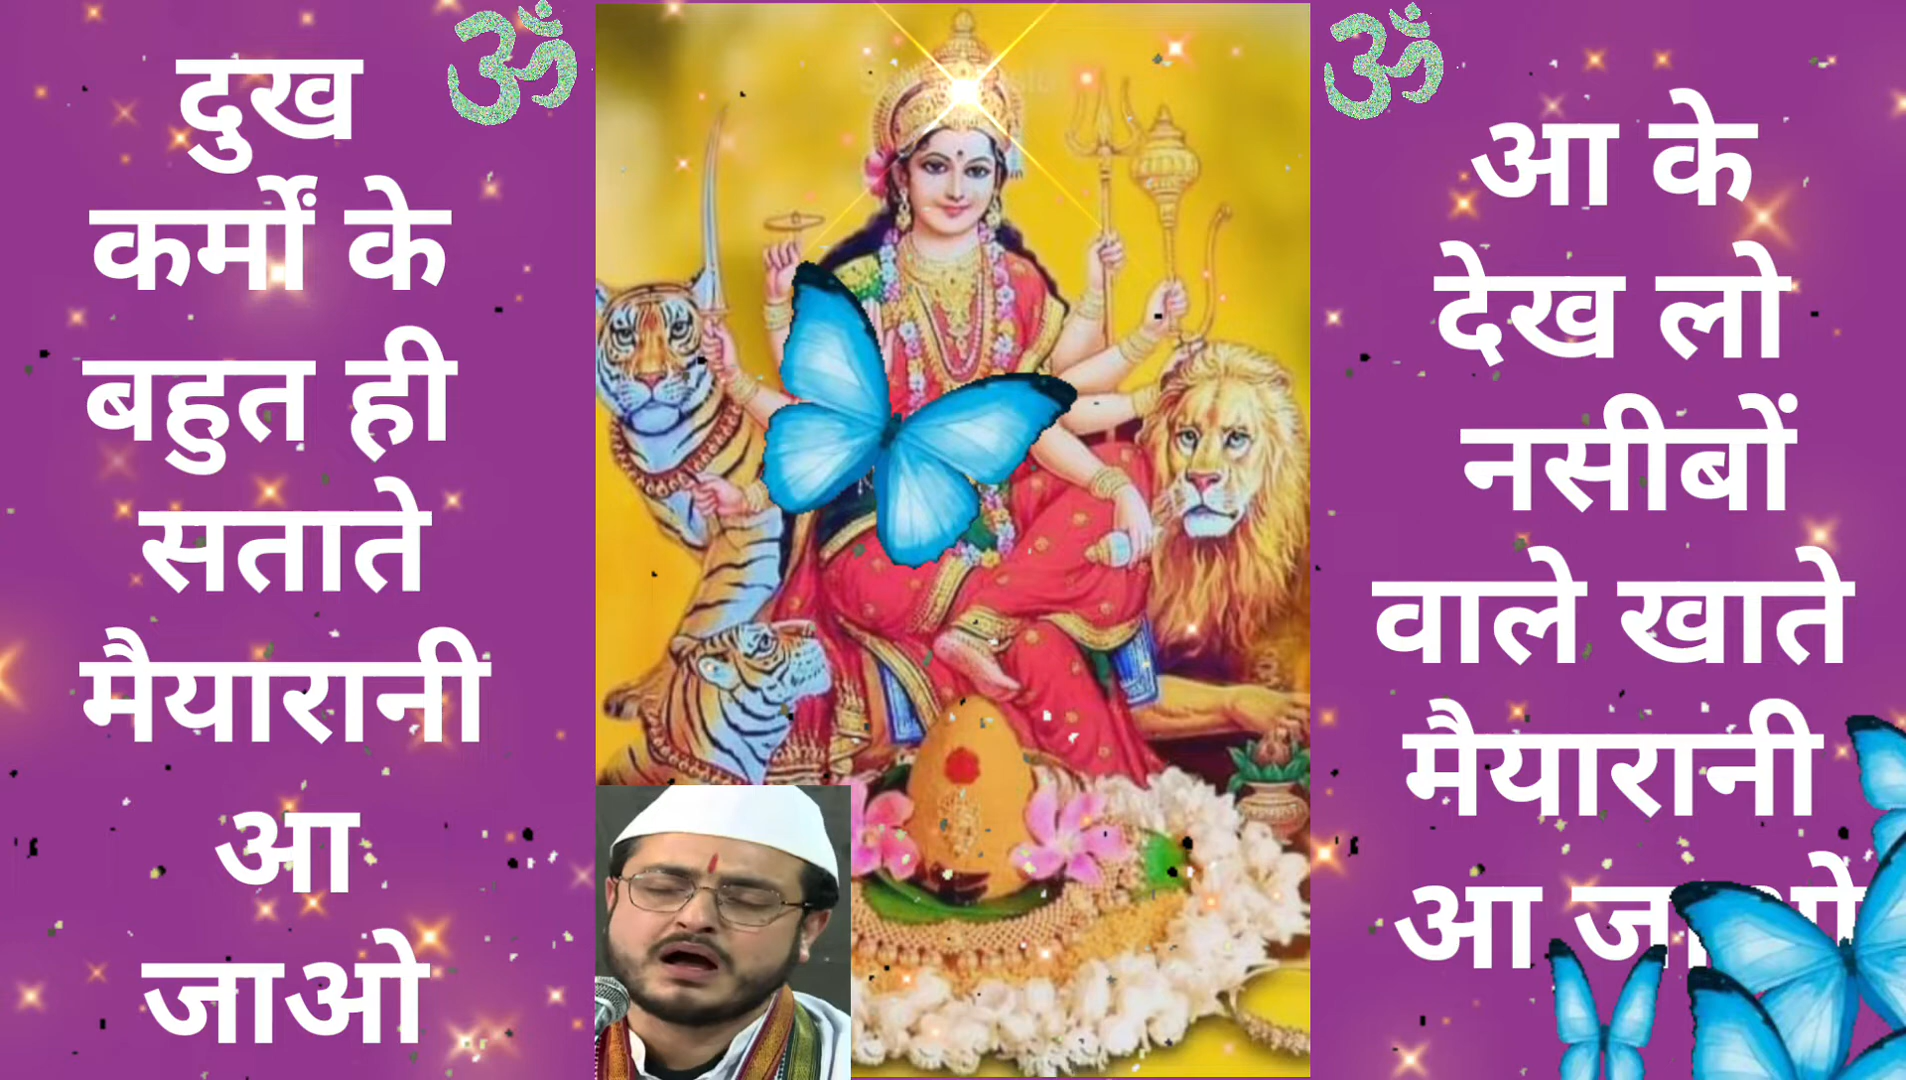 ॐ
दुख
कर्मों के
बहुत ही
सताते
मैयारानी
आ
जाओ
ॐ
आ के
देख लो
नसीबों
वाले खाते
मैयारानी
आ जाओ